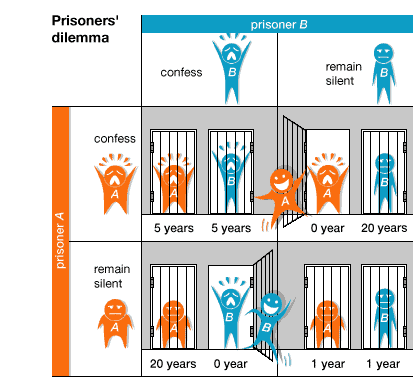 Prisoners'
dilemma
prisoner B
confess
B
remain
silent
B
prisoner A
confess
A
A
B
A
A
B
5 years
5 years
0 year
20 years
remain
silent
A
A
B
B
A
B
20 years
0 year
1 year
1 year